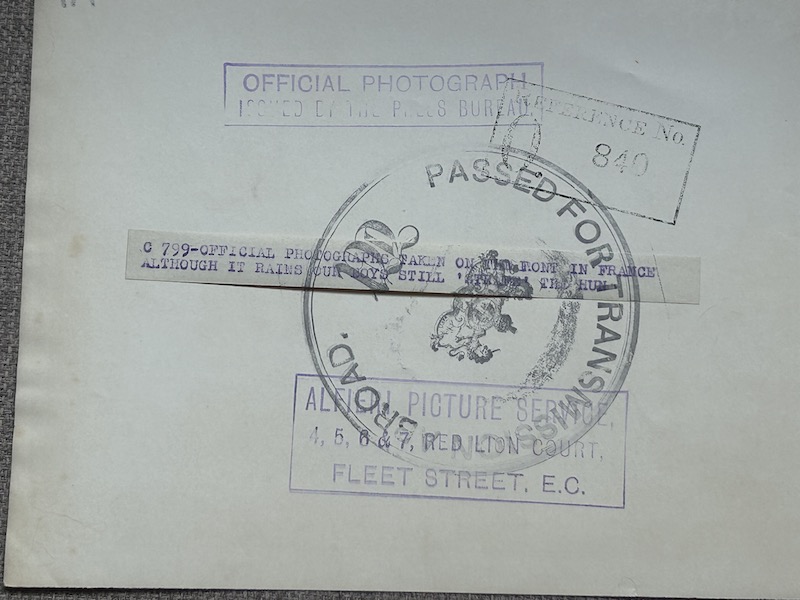 OFFICIAL PHOTOGRAPH
ISSUED BY THE PRESS BUREAU
REFERENCE No.
840
PASSED FOR TRANSMISSION ABROAD.
C 799-OFFICIAL PHOTOGRAPHS TAKEN ON THE FRONT IN FRANCE
ALTHOUGH IT RAINS OUR BOYS STILL THE HUN
ALFIERI PICTURE SERVICE,
4, 5, 6 & 7, RED LION COURT,
FLEET STREET, E.C.